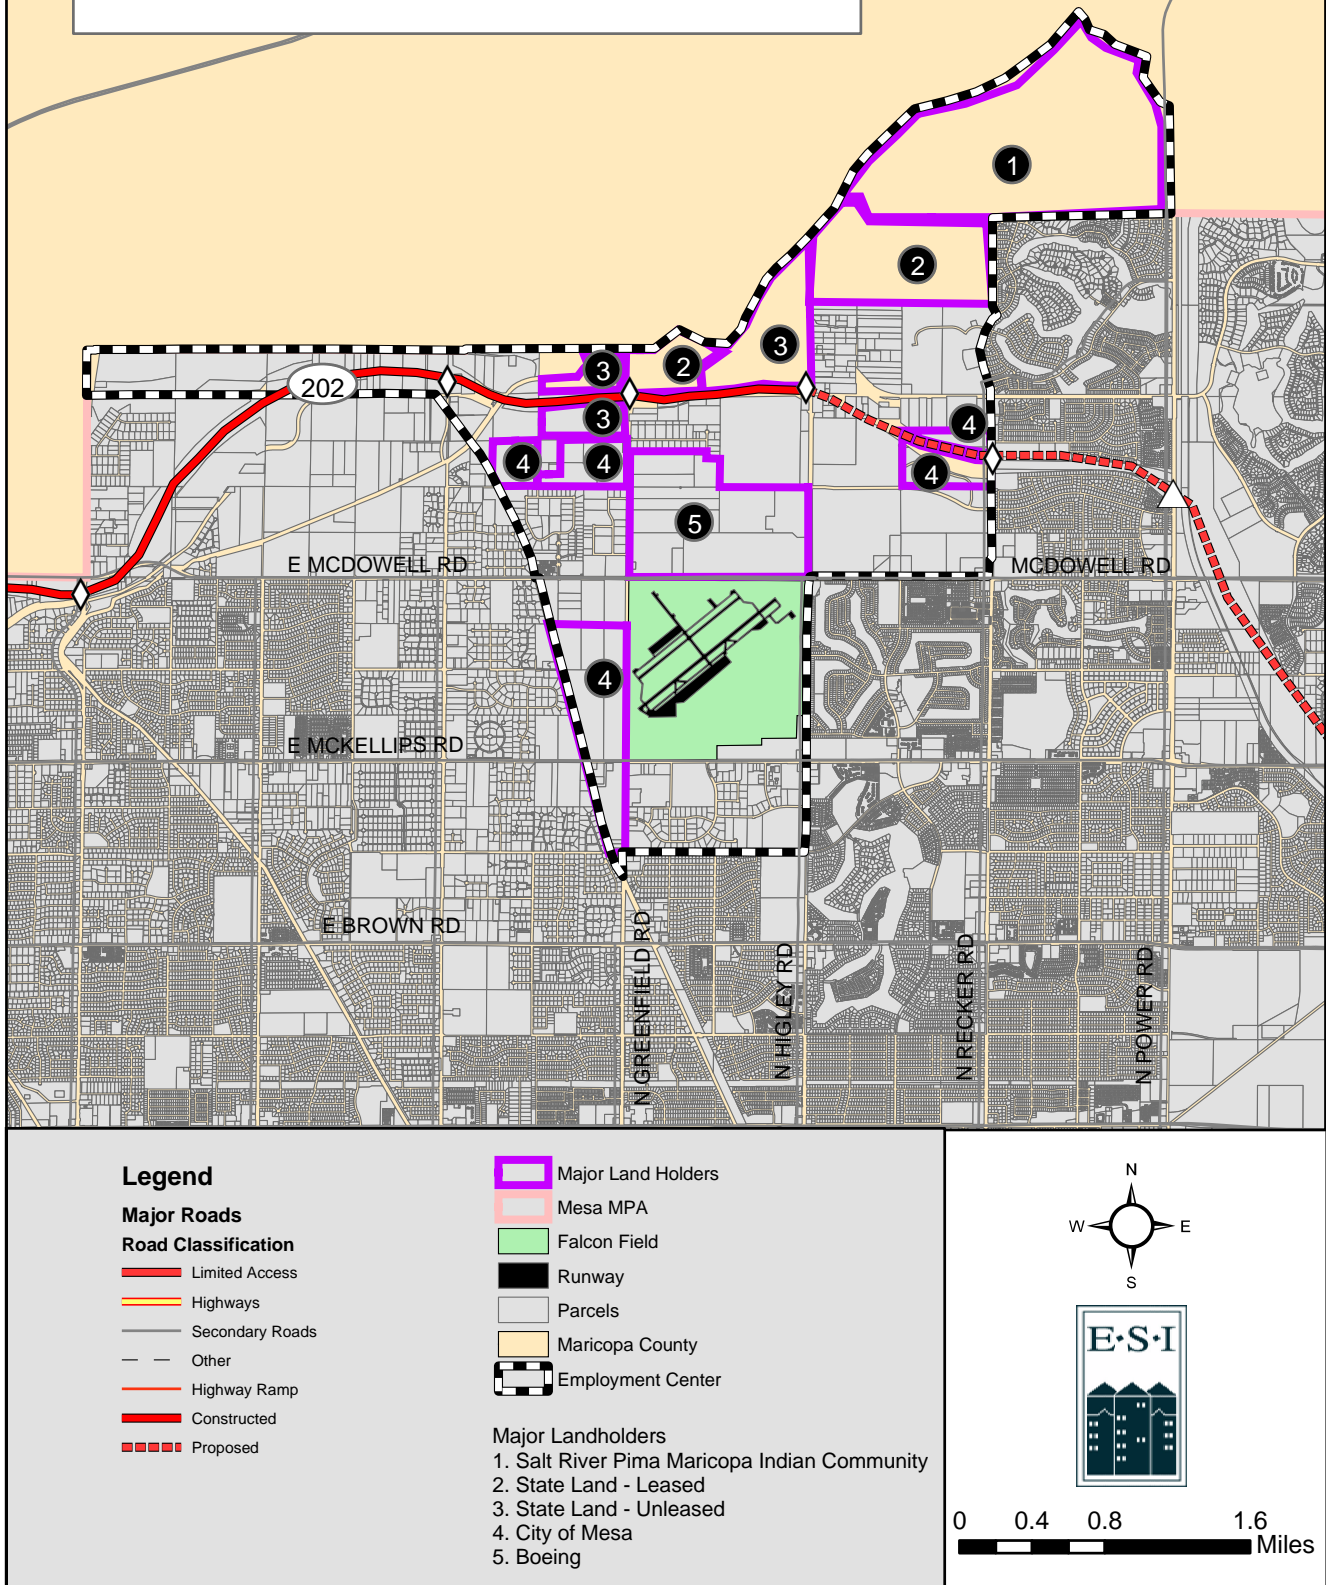 1
2
3
2
3
4
202
3
4
4
4
5
E MCDOWELL RD
MCDOWELL RD
4
E MCKELLIPS RD
E BROWN RD
N GREENFIELD RD
N HIGLEY RD
N RECKER RD
N POWER RD
Legend
Major Roads
Road Classification
Limited Access
Highways
Secondary Roads
Other
Highway Ramp
Constructed
Proposed
Major Land Holders
Mesa MPA
Falcon Field
Runway
Parcels
Maricopa County
Employment Center
Major Landholders
1. Salt River Pima Maricopa Indian Community
2. State Land - Leased
3. State Land - Unleased
4. City of Mesa
5. Boeing
N
W E
S
E·S·I
0 0.4 0.8 1.6
Miles